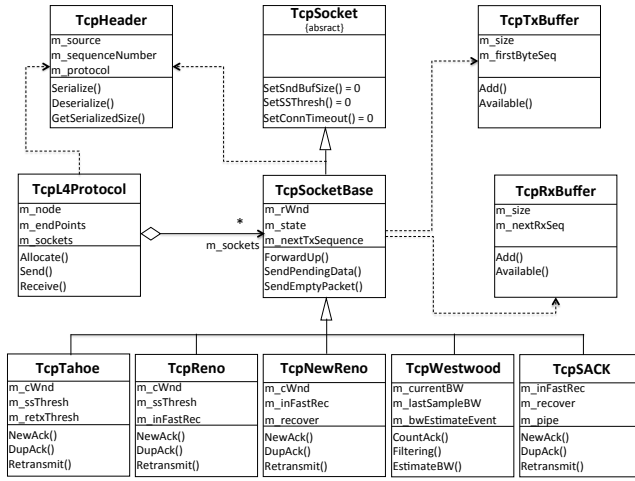 TcpHeader
m_source
m_sequenceNumber
m_protocol
Serialize()
Deserialize()
GetSerializedSize()
TcpSocket
{absract}
SetSndBufSize() = 0
SetSSThresh() = 0
SetConnTimeout() = 0
TcpTxBuffer
m_size
m_firstByteSeq
Add()
Available()
TcpL4Protocol
m_node
m_endPoints
m_sockets
Allocate()
Send()
Receive()
*
m_sockets
TcpSocketBase
m_rWnd
m_state
m_nextTxSequence
ForwardUp()
SendPendingData()
SendEmptyPacket()
TcpRxBuffer
m_size
m_nextRxSeq
Add()
Available()
TcpTahoe
m_cWnd
m_ssThresh
m_retxThresh
NewAck()
DupAck()
Retransmit()
TcpReno
m_cWnd
m_ssThresh
m_inFastRec
NewAck()
DupAck()
Retransmit()
TcpNewReno
m_cWnd
m_inFastRec
m_recover
NewAck()
DupAck()
Retransmit()
TcpWestwood
m_currentBW
m_lastSampleBW
m_bwEstimateEvent
CountAck()
Filtering()
EstimateBW()
TcpSACK
m_inFastRec
m_recover
m_pipe
NewAck()
DupAck()
Retransmit()